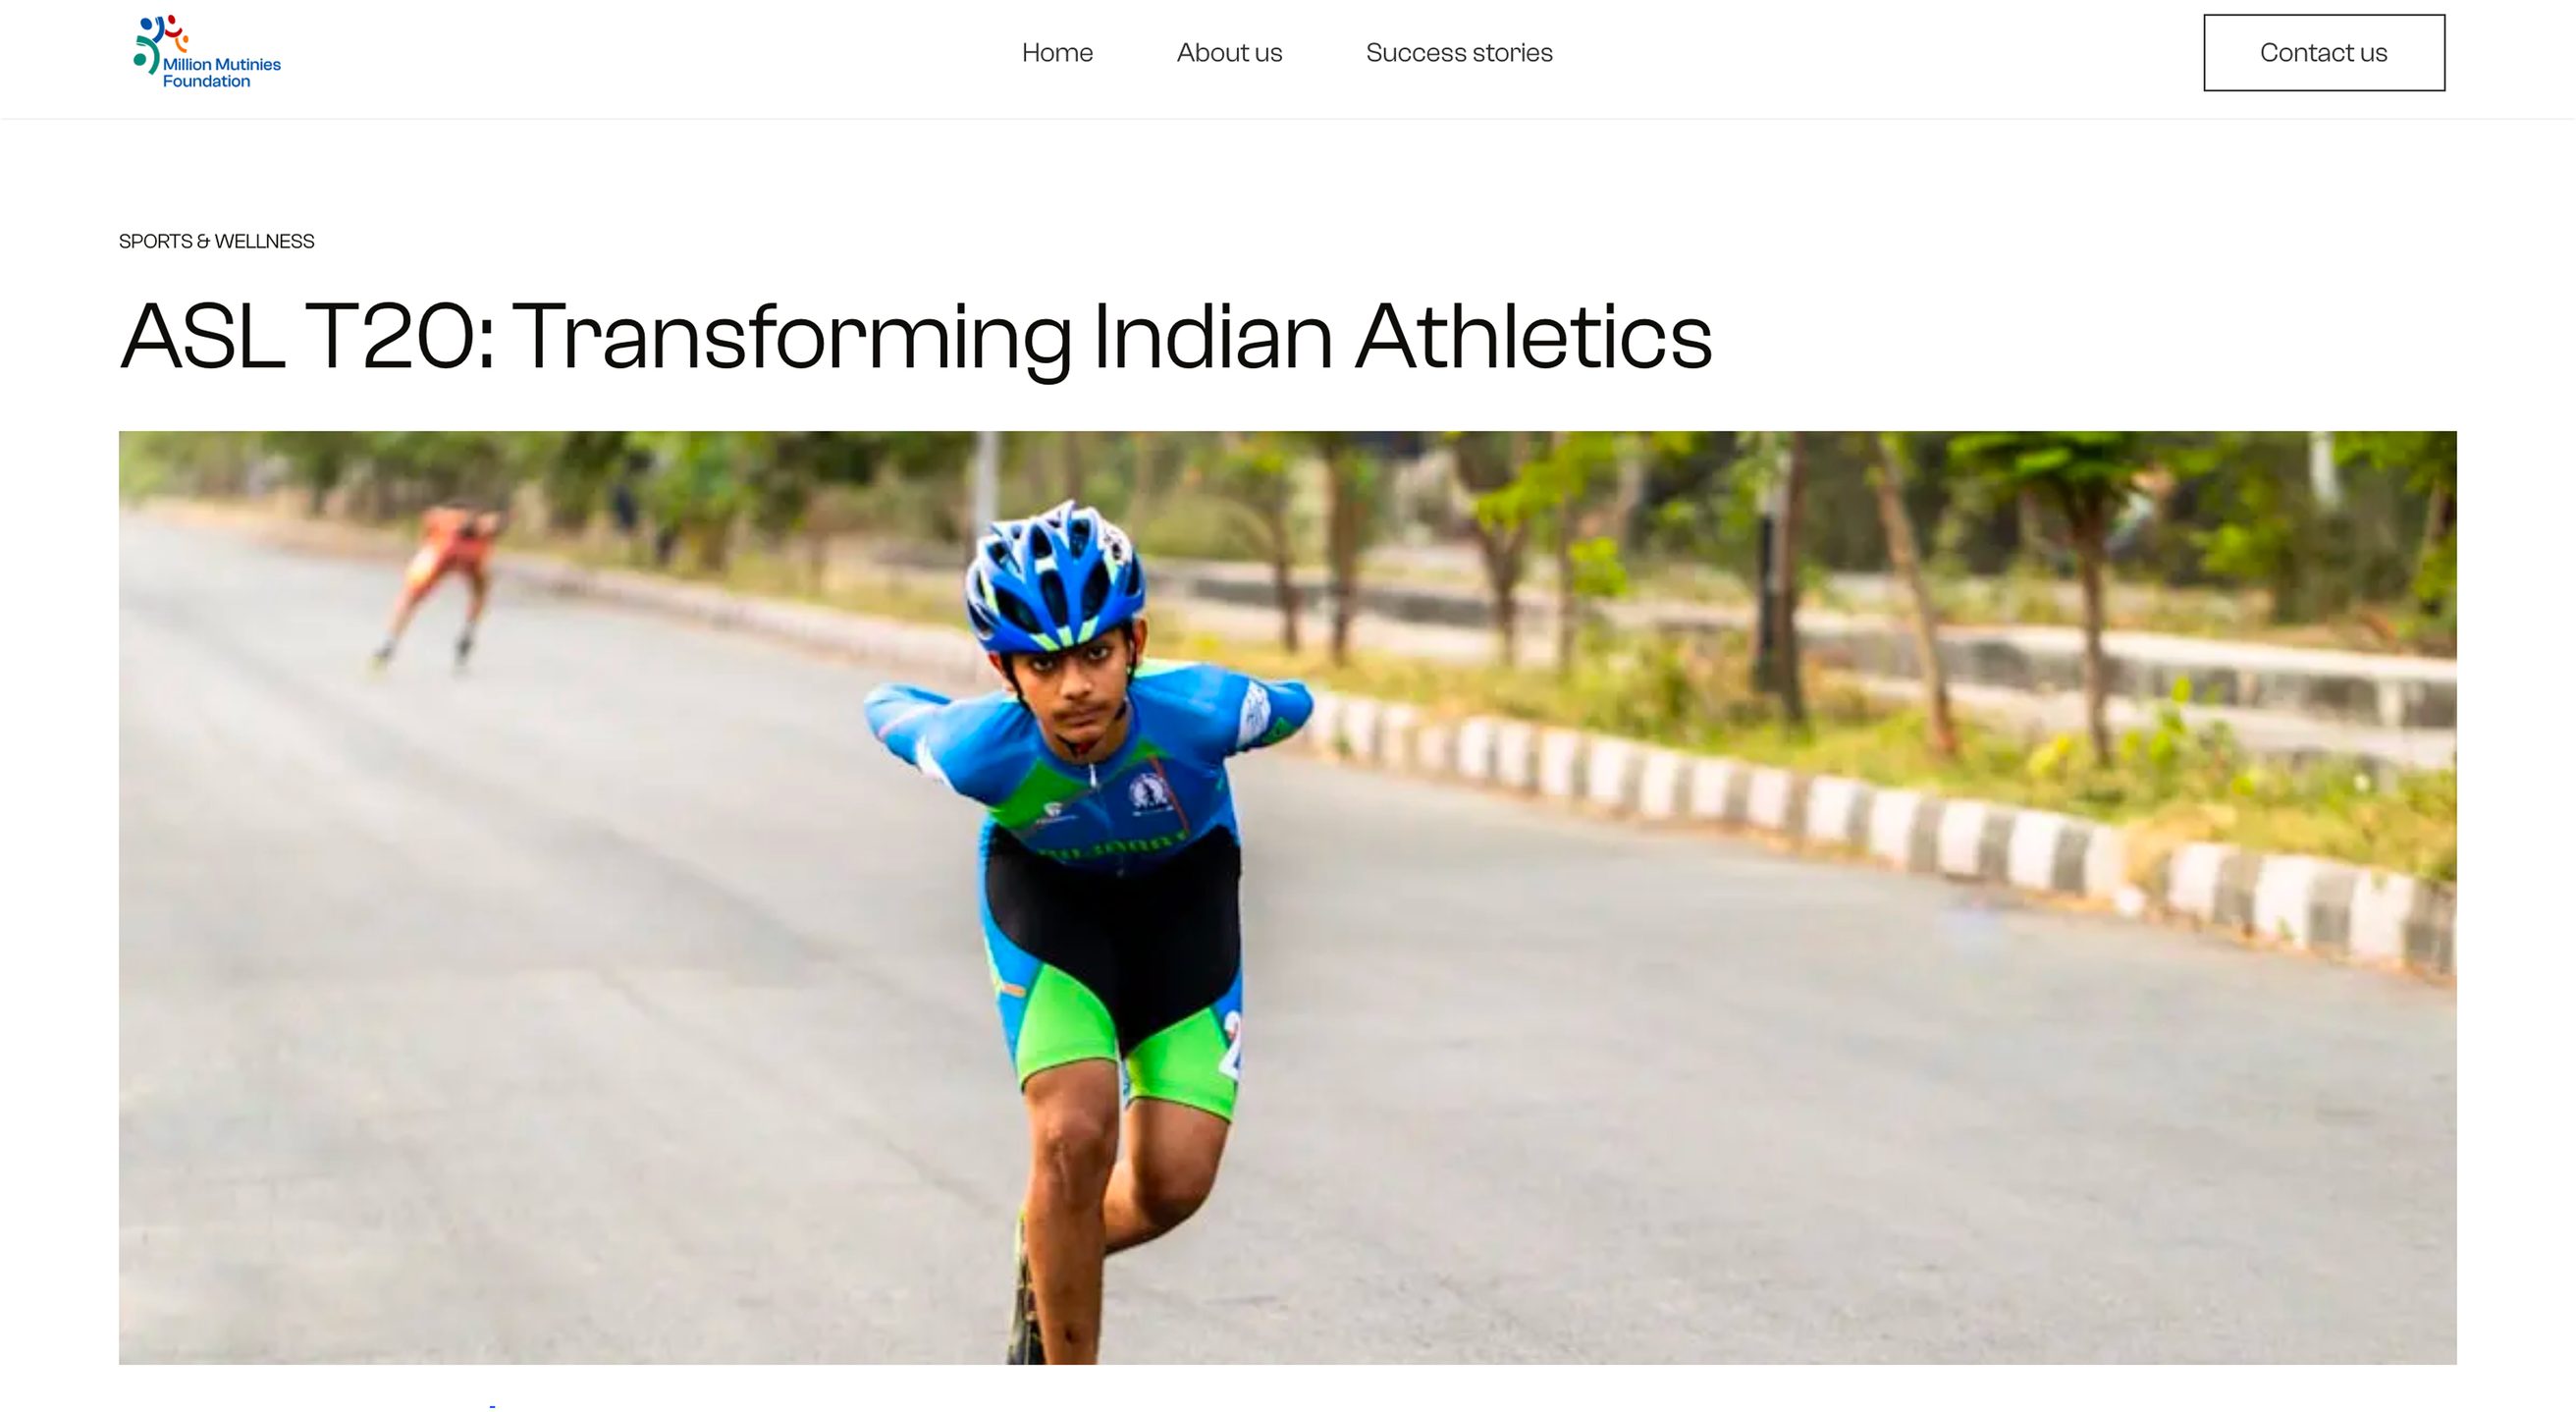 Million Mutinies
Foundation
Home
About us
Success stories
Contact us
SPORTS & WELLNESS
ASL T20: Transforming Indian Athletics